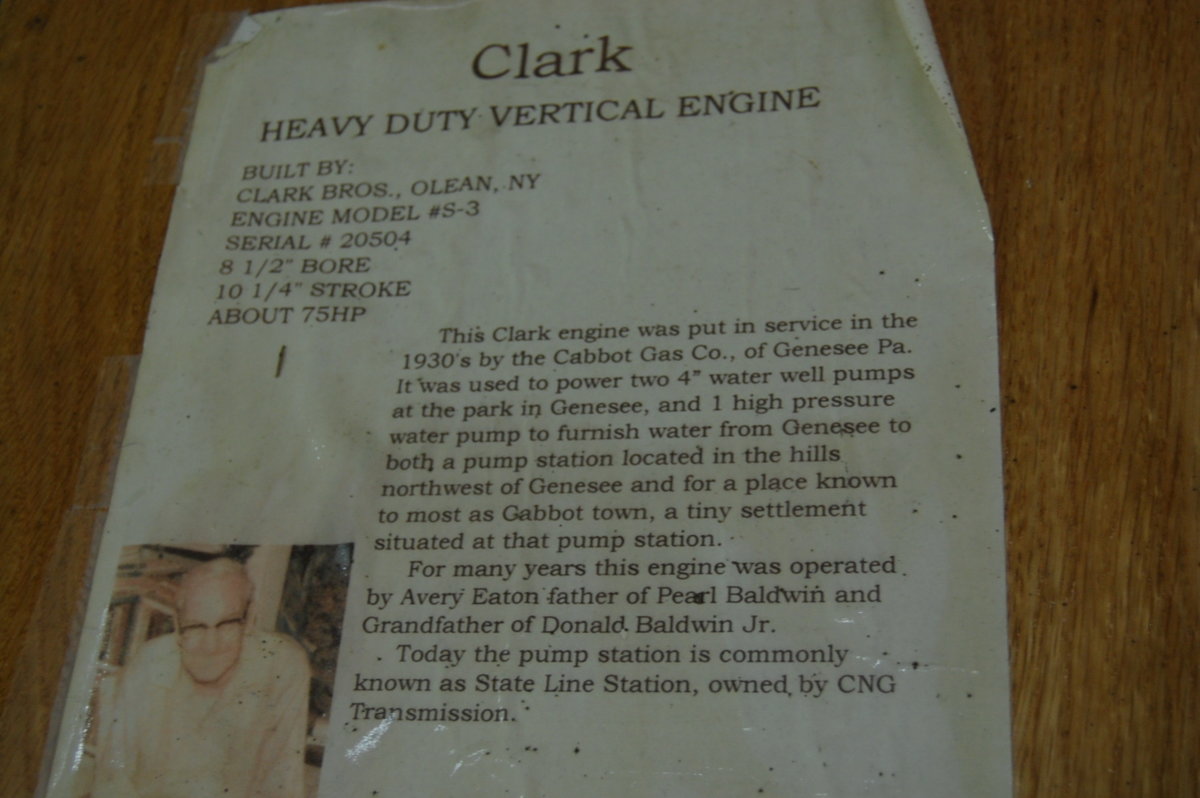 Clark
HEAVY DUTY VERTICAL ENGINE
BUILT BY:
CLARK BROS., OLEAN, NY
ENGINE MODEL #S-3
SERIAL # 20504
8 1/2" BORE
10 1/4" STROKE
ABOUT 75HP
This Clark engine was put in service in the
1930's by the Cabbot Gas Co., of Genesee Pa.
It was used to power two 4" water well pumps
at the park in Genesee, and 1 high pressure
water pump to furnish water from Genesee to
both a pump station located in the hills
northwest of Genesee and for a place known
to most as Gabbot town, a tiny settlement
situated at that pump station.
For many years this engine was operated
by Avery Eaton father of Pearl Baldwin and
Grandfather of Donald Baldwin Jr.
Today the pump station is commonly
known as State Line Station, owned by CNG
Transmission.